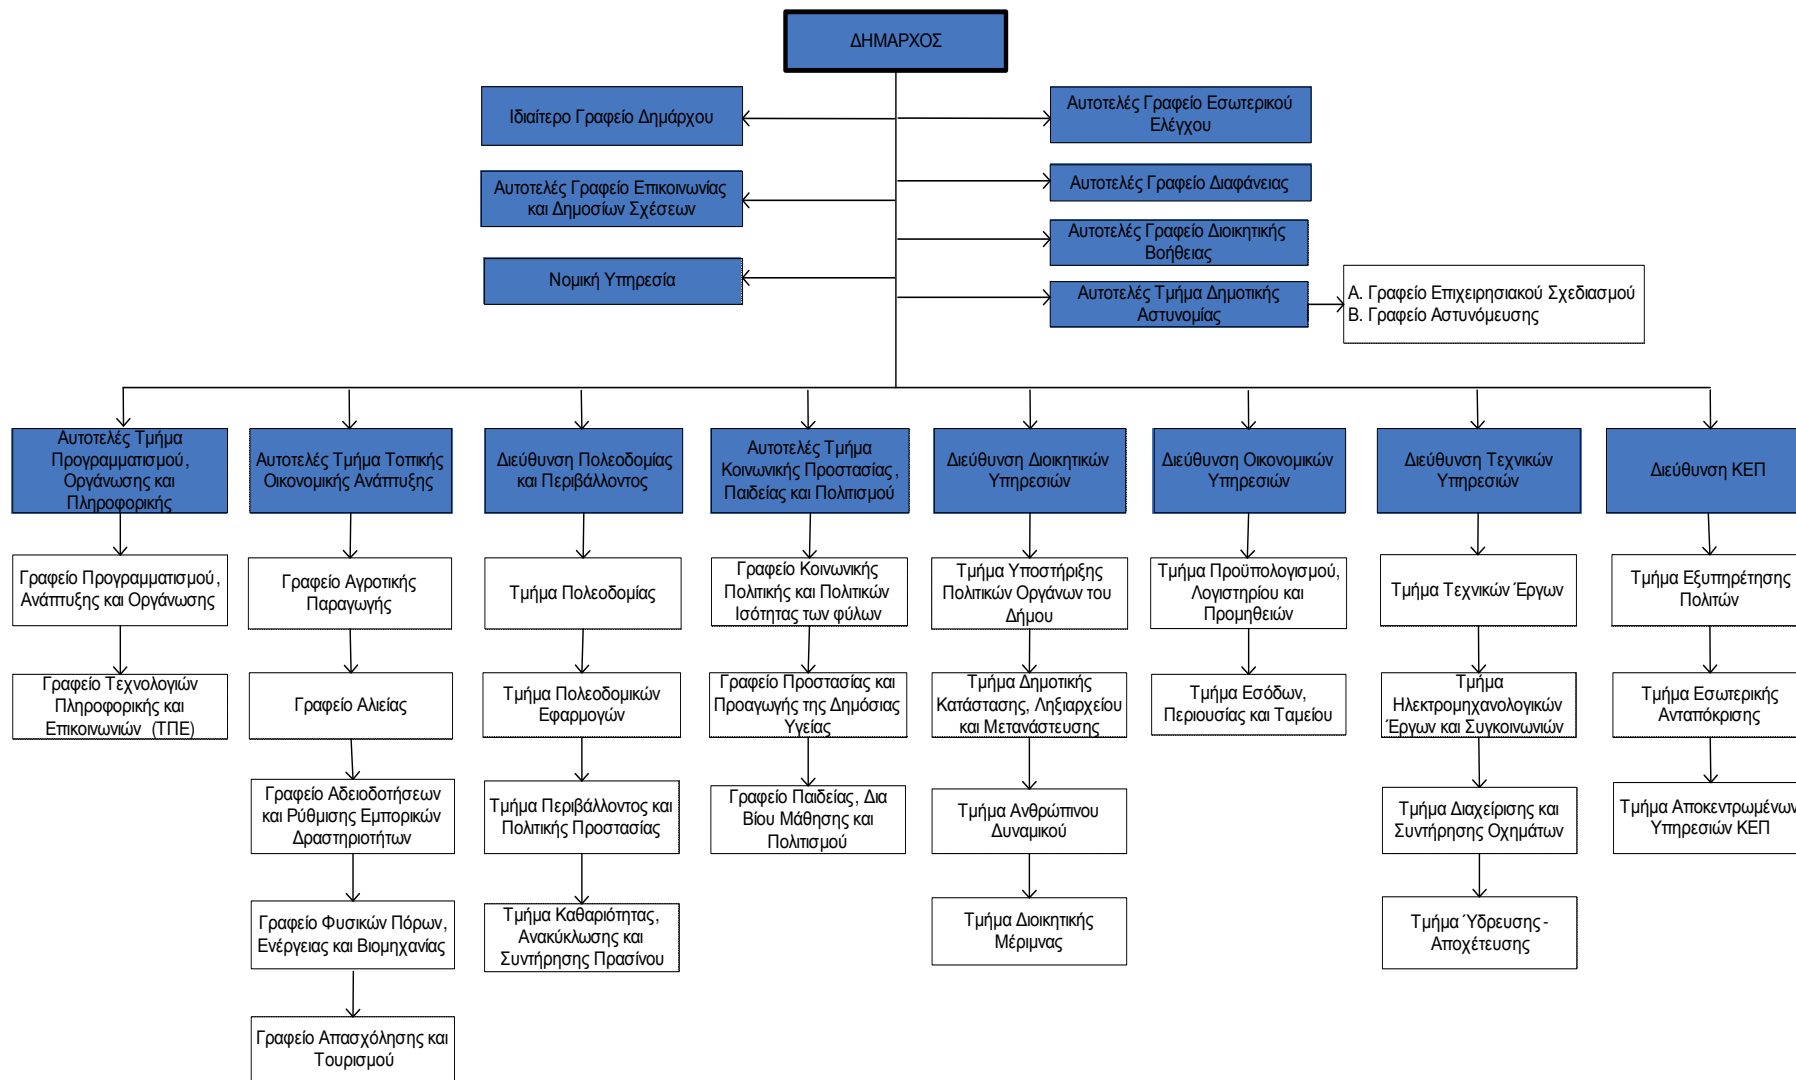 ΔΗΜΑΡΧΟΣ
Ιδιαίτερο Γραφείο Δημάρχου
Αυτοτελές Γραφείο Εσωτερικού
Ελέγχου
Αυτοτελές Γραφείο Επικοινωνίας
και Δημοσίων Σχέσεων
Αυτοτελές Γραφείο Διαφάνειας
Αυτοτελές Γραφείο Διοικητικής
Βοήθειας
Νομική Υπηρεσία
Αυτοτελές Τμήμα Δημοτικής
Αστυνομίας
Α. Γραφείο Επιχειρησιακού Σχεδιασμού
Β. Γραφείο Αστυνόμευσης
Αυτοτελές Τμήμα
Προγραμματισμού,
Οργάνωσης και
Πληροφορικής
Γραφείο Προγραμματισμού,
Ανάπτυξης και Οργάνωσης
Γραφείο Τεχνολογιών
Πληροφορικής και
Επικοινωνιών (ΤΠΕ)
Αυτοτελές Τμήμα Τοπικής
Οικονομικής Ανάπτυξης
Γραφείο Αγροτικής
Παραγωγής
Γραφείο Αλιείας
Γραφείο Αδειοδοτήσεων
και Ρύθμισης Εμπορικών
Δραστηριοτήτων
Γραφείο Φυσικών Πόρων,
Ενέργειας και Βιομηχανίας
Γραφείο Απασχόλησης και
Τουρισμού
Διεύθυνση Πολεοδομίας
και Περιβάλλοντος
Τμήμα Πολεοδομίας
Τμήμα Πολεοδομικών
Εφαρμογών
Τμήμα Περιβάλλοντος και
Πολιτικής Προστασίας
Τμήμα Καθαριότητας,
Ανακύκλωσης και
Συντήρησης Πρασίνου
Αυτοτελές Τμήμα
Κοινωνικής Προστασίας,
Παιδείας και Πολιτισμού
Γραφείο Κοινωνικής
Πολιτικής και Πολιτικών
Ισότητας των φύλων
Γραφείο Προστασίας και
Προαγωγής της Δημόσιας
Υγείας
Γραφείο Παιδείας, Δια
Βίου Μάθησης και
Πολιτισμού
Διεύθυνση Διοικητικών
Υπηρεσιών
Τμήμα Υποστήριξης
Πολιτικών Οργάνων του
Δήμου
Τμήμα Δημοτικής
Κατάστασης, Ληξιαρχείου
και Μετανάστευσης
Τμήμα Ανθρώπινου
Δυναμικού
Τμήμα Διοικητικής
Μέριμνας
Διεύθυνση Οικονομικών
Υπηρεσιών
Τμήμα Προϋπολογισμού,
Λογιστηρίου και
Προμηθειών
Τμήμα Εσόδων,
Περιουσίας και Ταμείου
Διεύθυνση Τεχνικών
Υπηρεσιών
Τμήμα Τεχνικών Έργων
Τμήμα
Ηλεκτρομηχανολογικών
Έργων και Συγκοινωνιών
Τμήμα Διαχείρισης και
Συντήρησης Οχημάτων
Τμήμα Ύδρευσης -
Αποχέτευσης
Διεύθυνση ΚΕΠ
Τμήμα Εξυπηρέτησης
Πολιτών
Τμήμα Εσωτερικής
Ανταπόκρισης
Τμήμα Αποκεντρωμένων
Υπηρεσιών ΚΕΠ